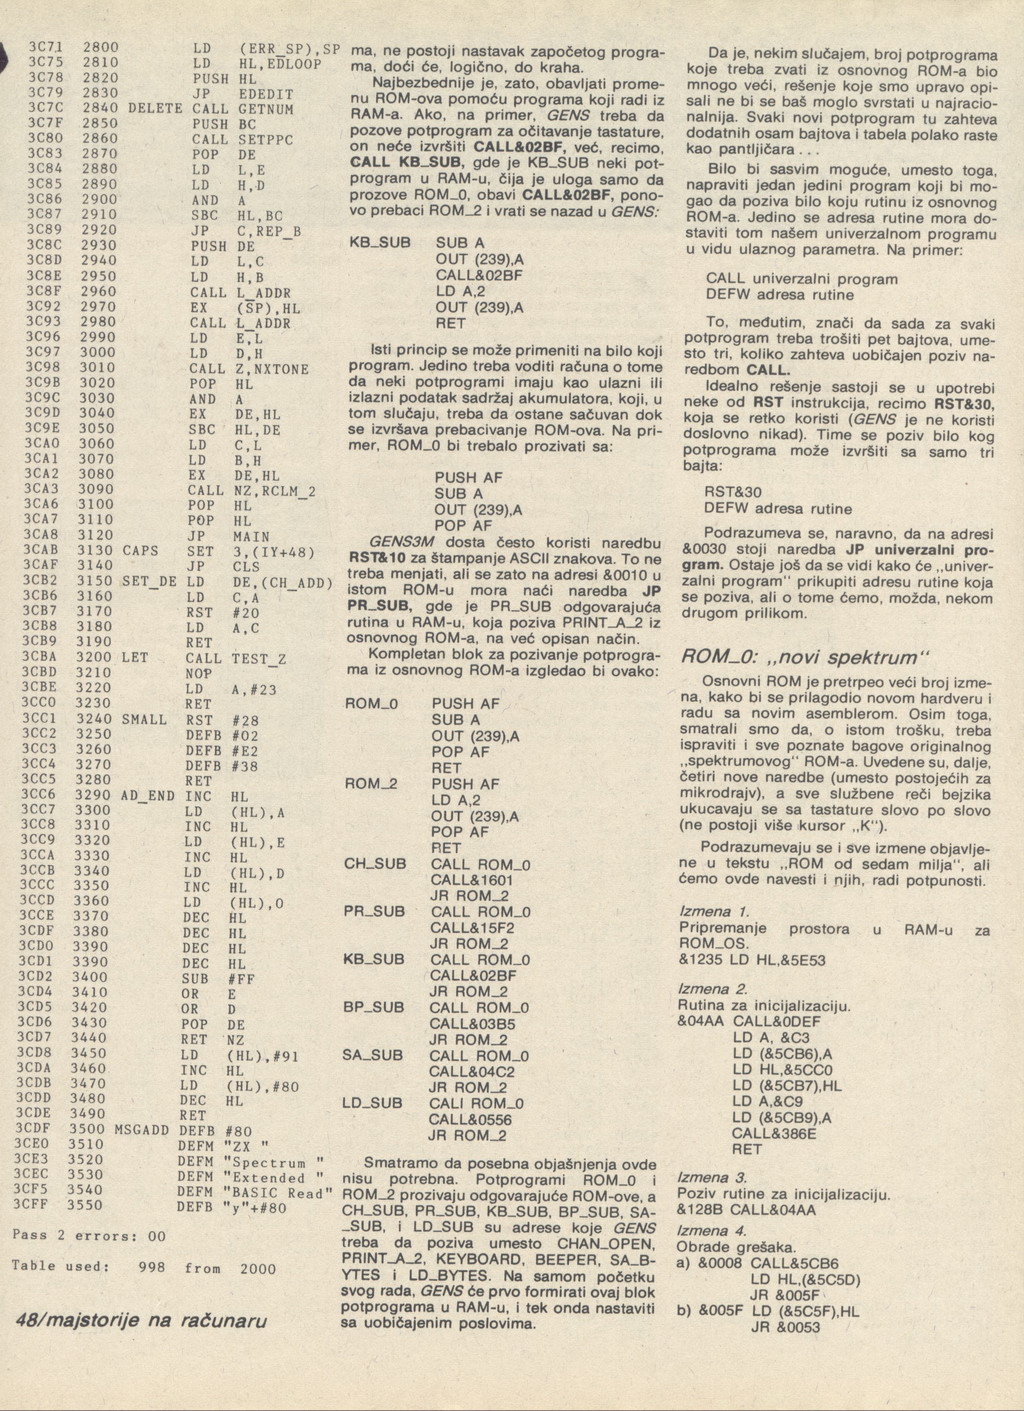 3C71 2800 LD (ERR_SP),SP
3C75 2810 LD HL,EDLOOP
3C78 2820 PUSH HL
3C79 2830 JP EDEDIT
3C7C 2840 DELETE CALL GETNUM
3C7F 2850 PUSH BC
3C80 2860 CALL SETPPC
3C83 2870 POP DE
3C84 2880 LD L,E
3C85 2890 LD H,D
3C86 2900 AND A
3C87 2910 SBC HL,BC
3C89 2920 JP C,REP_B
3C8C 2930 PUSH DE
3C8D 2940 LD L,C
3C8E 2950 LD H,B
3C8F 2960 CALL L_ADDR
3C92 2970 EX (SP),HL
3C93 2980 CALL L_ADDR
3C96 2990 LD E,L
3C97 3000 LD D,H
3C98 3010 CALL Z,NXTONE
3C9B 3020 POP HL
3C9C 3030 AND A
3C9D 3040 EX DE,HL
3C9E 3050 SBC HL,DE
3CA0 3060 LD C,L
3CA1 3070 LD B,H
3CA2 3080 EX DE,HL
3CA3 3090 CALL NZ,RCLM_2
3CA6 3100 POP HL
3CA7 3110 POP HL
3CA8 3120 JP MAIN
3CAB 3130 CAPS SET 3,(IY+48)
3CAF 3140 JP CLS
3CB2 3150 SET_DE LD DE,(CH_ADD)
3CB6 3160 LD C,A
3CB7 3170 RST #20
3CB8 3180 LD A,C
3CB9 3190 RET
3CBA 3200 LET CALL TEST_Z
3CBD 3210 NOP
3CBE 3220 LD A,#23
3CC0 3230 RET
3CC1 3240 SMALL RST #28
3CC2 3250 DEFB #02
3CC3 3260 DEFB #E2
3CC4 3270 DEFB #38
3CC5 3280 RET
3CC6 3290 AD_END INC HL
3CC7 3300 LD (HL),A
3CC8 3310 INC HL
3CC9 3320 LD (HL),E
3CCA 3330 INC HL
3CCB 3340 LD (HL),D
3CCC 3350 INC HL
3CCD 3360 LD (HL),0
3CCE 3370 DEC HL
3CDF 3380 DEC HL
3CD0 3390 DEC HL
3CD1 3390 DEC HL
3CD2 3400 SUB #FF
3CD4 3410 OR E
3CD5 3420 OR D
3CD6 3430 POP DE
3CD7 3440 RET NZ
3CD8 3450 LD (HL),#91
3CDA 3460 INC HL
3CDB 3470 LD (HL),#80
3CDD 3480 DEC HL
3CDE 3490 RET
3CDF 3500 MSGADD DEFB #80
3CE0 3510 DEFM "ZX "
3CE3 3520 DEFM "Spectrum "
3CEC 3530 DEFM "Extended "
3CF5 3540 DEFM "BASIC Read"
3CFF 3550 DEFB "y"+#80
Pass 2 errors: 00
Table used: 998 from 2000
48/majstorije na računaru
ma, ne postoji nastavak započetog progra-
ma, doći će, logično, do kraha.
Najbezbednije je, zato, obavljati prome-
nu ROM-ova pomoću programa koji radi iz
RAM-a. Ako, na primer, GENS treba da
pozove potprogram za očitavanje tastature,
on neće izvršiti CALL&02BF, već, recimo,
CALL KB_SUB, gde je KB_SUB neki pot-
program u RAM-u, čija je uloga samo da
prozove ROM_0, obavi CALL&02BF, pono-
vo prebaci ROM_2 i vrati se nazad u GENS:
KB_SUB SUB A
OUT (239),A
CALL&02BF
LD A,2
OUT (239),A
RET
Isti princip se može primeniti na bilo koji
program. Jedino treba voditi računa o tome
da neki potprogrami imaju kao ulazni ili
izlazni podatak sadržaj akumulatora, koji, u
tom slučaju, treba da ostane sačuvan dok
se izvršava prebacivanje ROM-ova. Na pri-
mer, ROM_0 bi trebalo prozivati sa:
PUSH AF
SUB A
OUT (239),A
POP AF
GENS3M dosta često koristi naredbu
RST&10 za štampanje ASCII znakova. To ne
treba menjati, ali se zato na adresi &0010 u
istom ROM-u mora naći naredba JP
PR_SUB, gde je PR_SUB odgovarajuća
rutina u RAM-u, koja poziva PRINT_A_2 iz
osnovnog ROM-a, na već opisan način.
Kompletan blok za pozivanje potprogra-
ma iz osnovnog ROM-a izgledao bi ovako:
ROM_0 PUSH AF
SUB A
OUT (239),A
POP AF
RET
ROM_2 PUSH AF
LD A,2
OUT (239),A
POP AF
RET
CH_SUB CALL ROM_0
CALL&1601
JR ROM_2
PR_SUB CALL ROM_0
CALL&15F2
JR ROM_2
KB_SUB CALL ROM_0
CALL&02BF
JR ROM_2
BP_SUB CALL ROM_0
CALL&03B5
JR ROM_2
SA_SUB CALL ROM_0
CALL&04C2
JR ROM_2
LD_SUB CALI ROM_0
CALL&0556
JR ROM_2
Smatramo da posebna objašnjenja ovde
nisu potrebna. Potprogrami ROM_0 i
ROM_2 prozivaju odgovarajuće ROM-ove, a
CH_SUB, PR_SUB, KB_SUB, BP_SUB, SA-
_SUB, i LD_SUB su adrese koje GENS
treba da poziva umesto CHAN_OPEN,
PRINT_A_2, KEYBOARD, BEEPER, SA_B-
YTES i LD_BYTES. Na samom početku
svog rada, GENS će prvo formirati ovaj blok
potprograma u RAM-u, i tek onda nastaviti
sa uobičajenim poslovima.
Da je, nekim slučajem, broj potprograma
koje treba zvati iz osnovnog ROM-a bio
mnogo veći, rešenje koje smo upravo opi-
sali ne bi se baš moglo svrstati u najracio-
nalnija. Svaki novi potprogram tu zahteva
dodatnih osam bajtova i tabela polako raste
kao pantljičara...
Bilo bi sasvim moguće, umesto toga,
napraviti jedan jedini program koji bi mo-
gao da poziva bilo koju rutinu iz osnovnog
ROM-a. Jedino se adresa rutine mora do-
staviti tom našem univerzalnom programu
u vidu ulaznog parametra. Na primer:
CALL univerzalni program
DEFW adresa rutine
To, međutim, znači da sada za svaki
potprogram treba trošiti pet bajtova, ume-
sto tri, koliko zahteva uobičajen poziv na-
redbom CALL.
Idealno rešenje sastoji se u upotrebi
neke od RST instrukcija, recimo RST&30,
koja se retko koristi (GENS je ne koristi
doslovno nikad). Time se poziv bilo kog
potprograma može izvršiti sa samo tri
bajta:
RST&30
DEFW adresa rutine
Podrazumeva se, naravno, da na adresi
&0030 stoji naredba JP univerzalni pro-
gram. Ostaje još da se vidi kako će „univer-
zalni program" prikupiti adresu rutine koja
se poziva, ali o tome ćemo, možda, nekom
drugom prilikom.
ROM_0: „novi spektrum"
Osnovni ROM je pretrpeo veći broj izme-
na, kako bi se prilagodio novom hardveru i
radu sa novim asemblerom. Osim toga,
smatrali smo da, o istom trošku, treba
ispraviti i sve poznate bagove originalnog
„spektrumovog" ROM-a. Uvedene su, dalje,
četiri nove naredbe (umesto postojećih za
mikrodrajv), a sve službene reči bejzika
ukucavaju se sa tastature slovo po slovo
(ne postoji više kursor „K").
Podrazumevaju se i sve izmene objavlje-
ne u tekstu „ROM od sedam milja", ali
ćemo ovde navesti i njih, radi potpunosti.
Izmena 1.
Pripremanje prostora u RAM-u za
ROM_OS.
&1235 LD HL,&5E53
Izmena 2.
Rutina za inicijalizaciju.
&04AA CALL&0DEF
LD A, &C3
LD (&5CB6),A
LD HL,&5CC0
LD (&5CB7),HL
LD A,&C9
LD (&5CB9),A
CALL&386E
RET
Izmena 3.
Poziv rutine za inicijalizaciju.
&128B CALL&04AA
Izmena 4.
Obrade grešaka.
a) &0008 CALL&5CB6
LD HL,(&5C5D)
JR &005F
b) &005F LD (&5C5F),HL
JR &0053